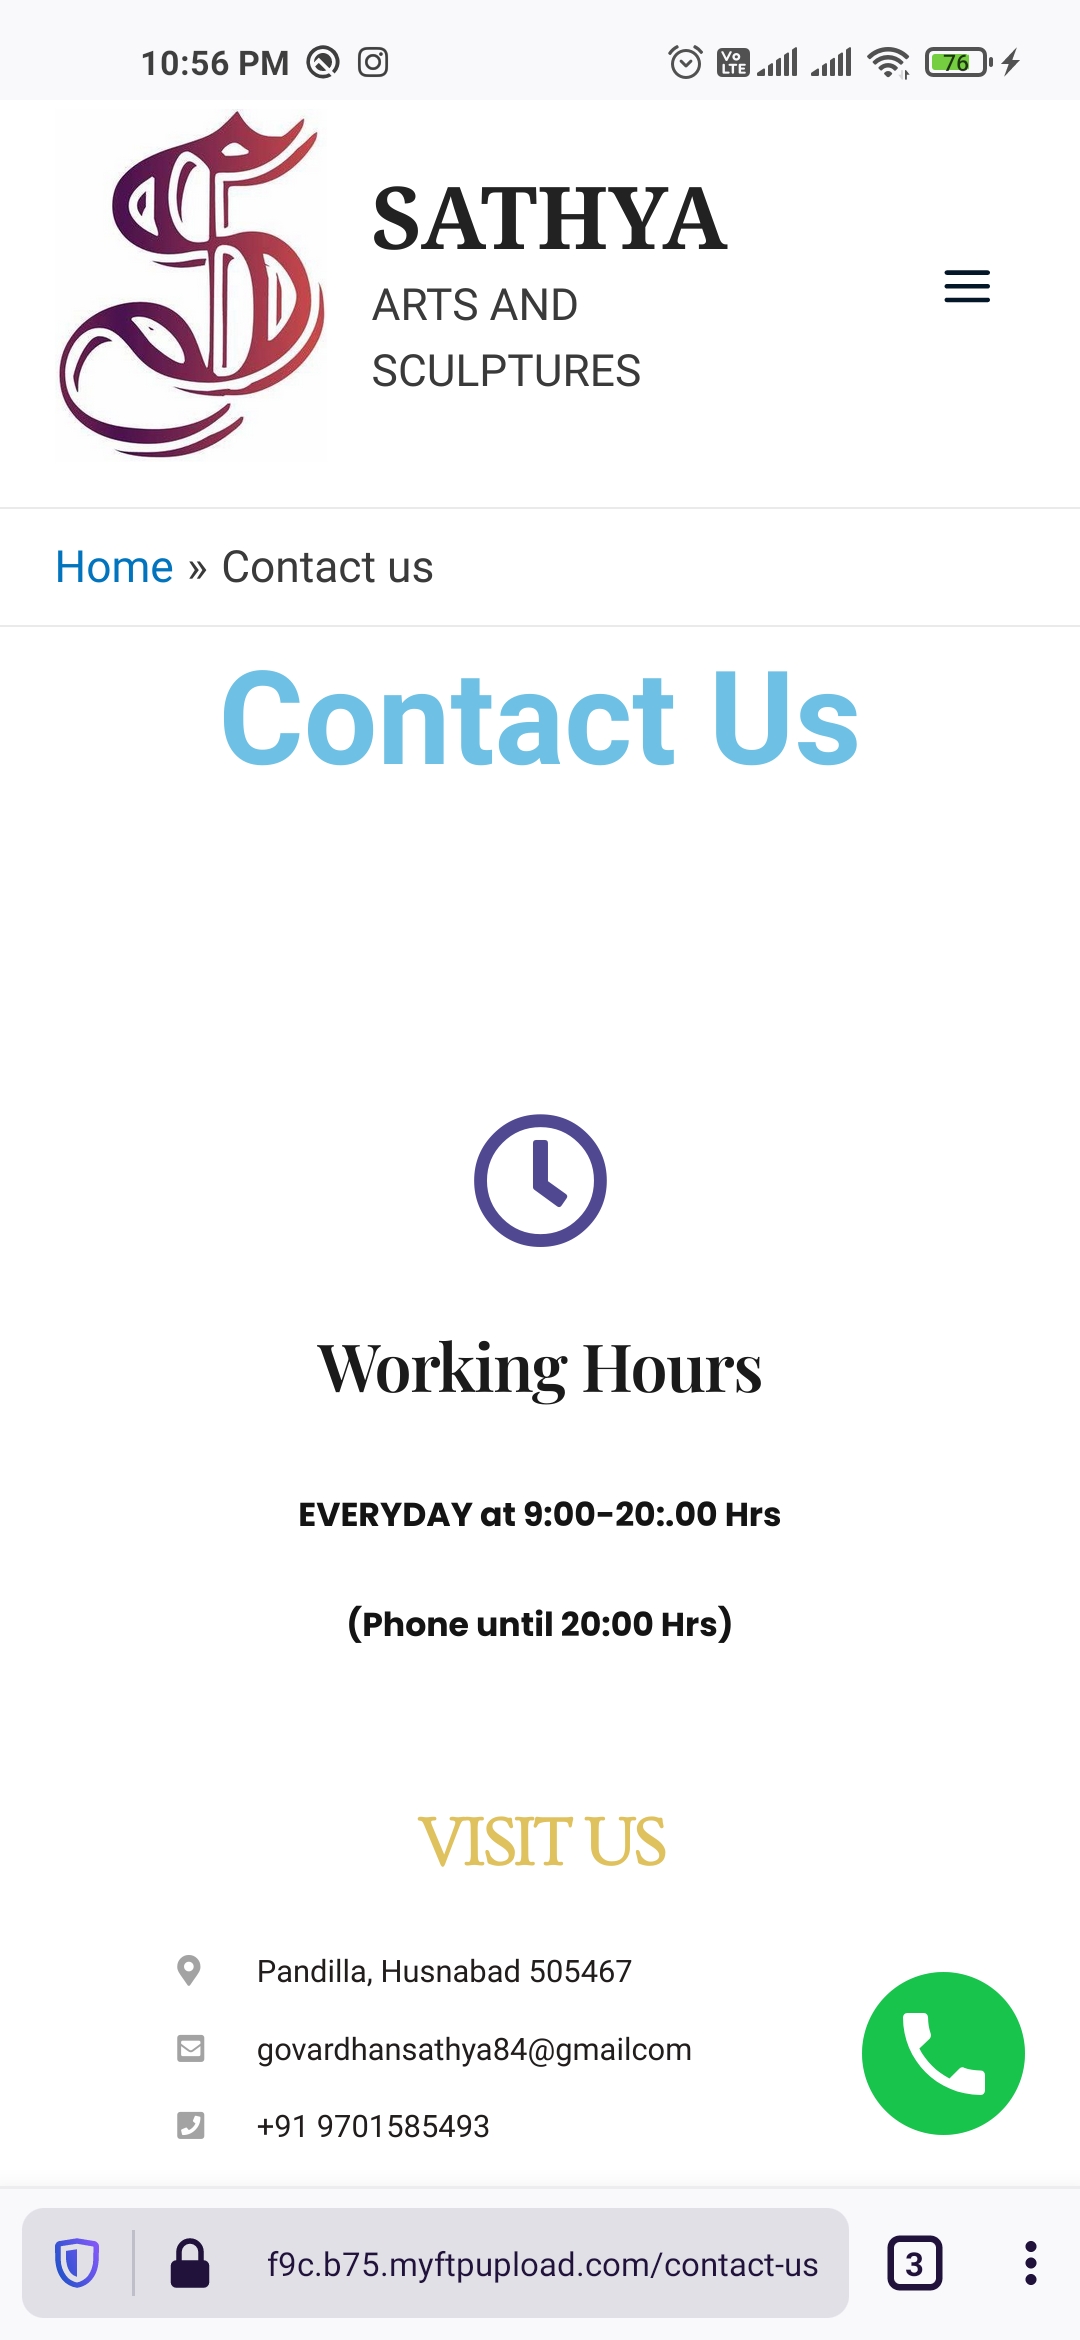 10:56 PM
Vo LTE
76
SATHYA
ARTS AND
SCULPTURES
Home » Contact us
Contact Us
Working Hours
EVERYDAY at 9:00-20:.00 Hrs
(Phone until 20:00 Hrs)
VISIT US
Pandilla, Husnabad 505467
govardhansathya84@gmailcom
+91 9701585493
f9c.b75.myftpupload.com/contact-us
3